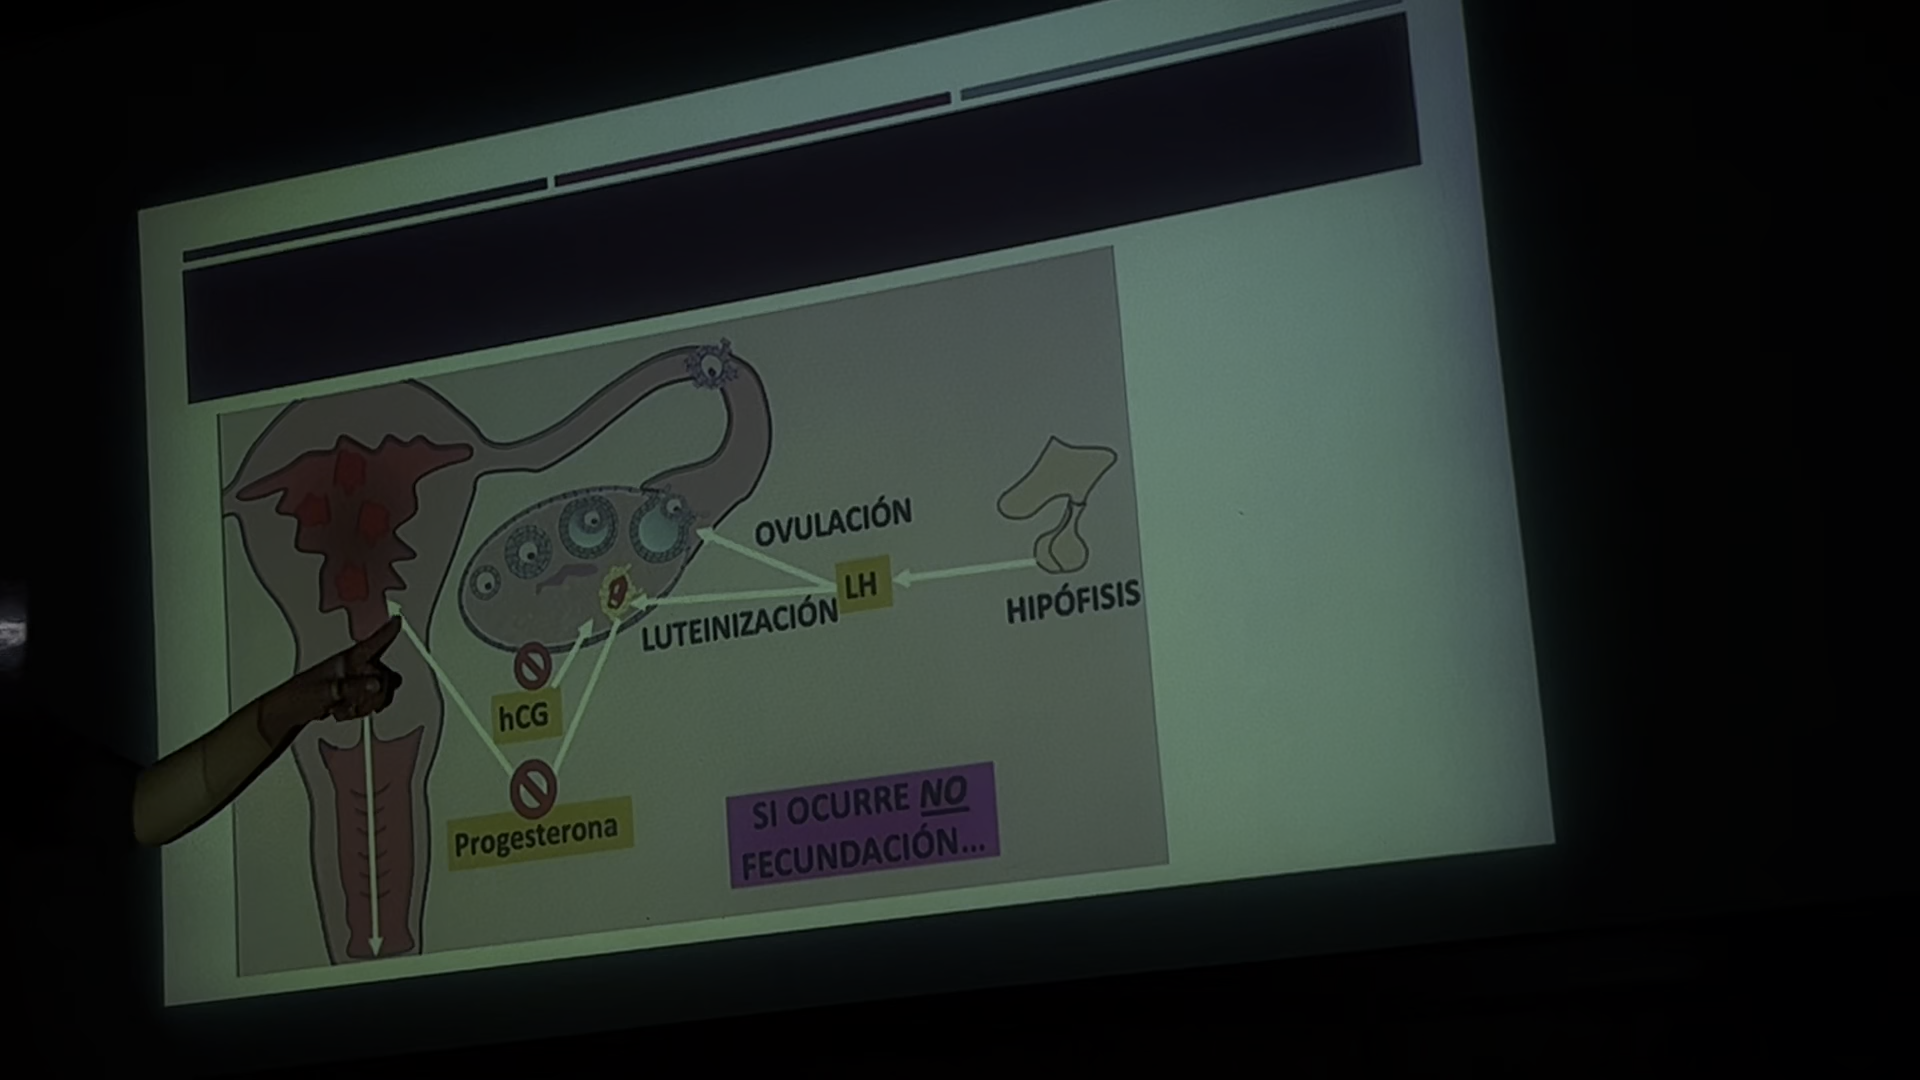 OVULACIÓN
LH
LUTEINIZACIÓN
HIPÓFISIS
hCG
Progesterona
SI OCURRE NO
FECUNDACIÓN...